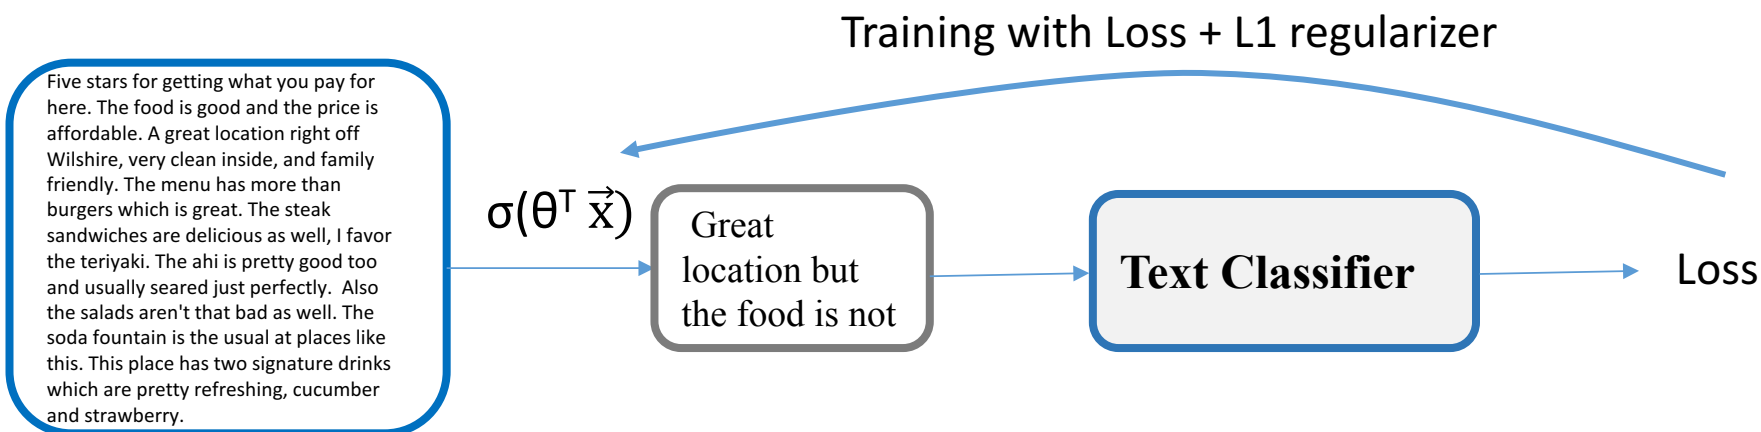 Training with Loss + L1 regularizer
Five stars for getting what you pay for
here. The food is good and the price is
affordable. A great location right off
Wilshire, very clean inside, and family
friendly. The menu has more than
burgers which is great. The steak
sandwiches are delicious as well, I favor
the teriyaki. The ahi is pretty good too
and usually seared just perfectly.  Also
the salads aren't that bad as well. The
soda fountain is the usual at places like
this. This place has two signature drinks
which are pretty refreshing, cucumber
and strawberry.
σ(θᵀ x⃗)
Great
location but
the food is not
Text Classifier
Loss